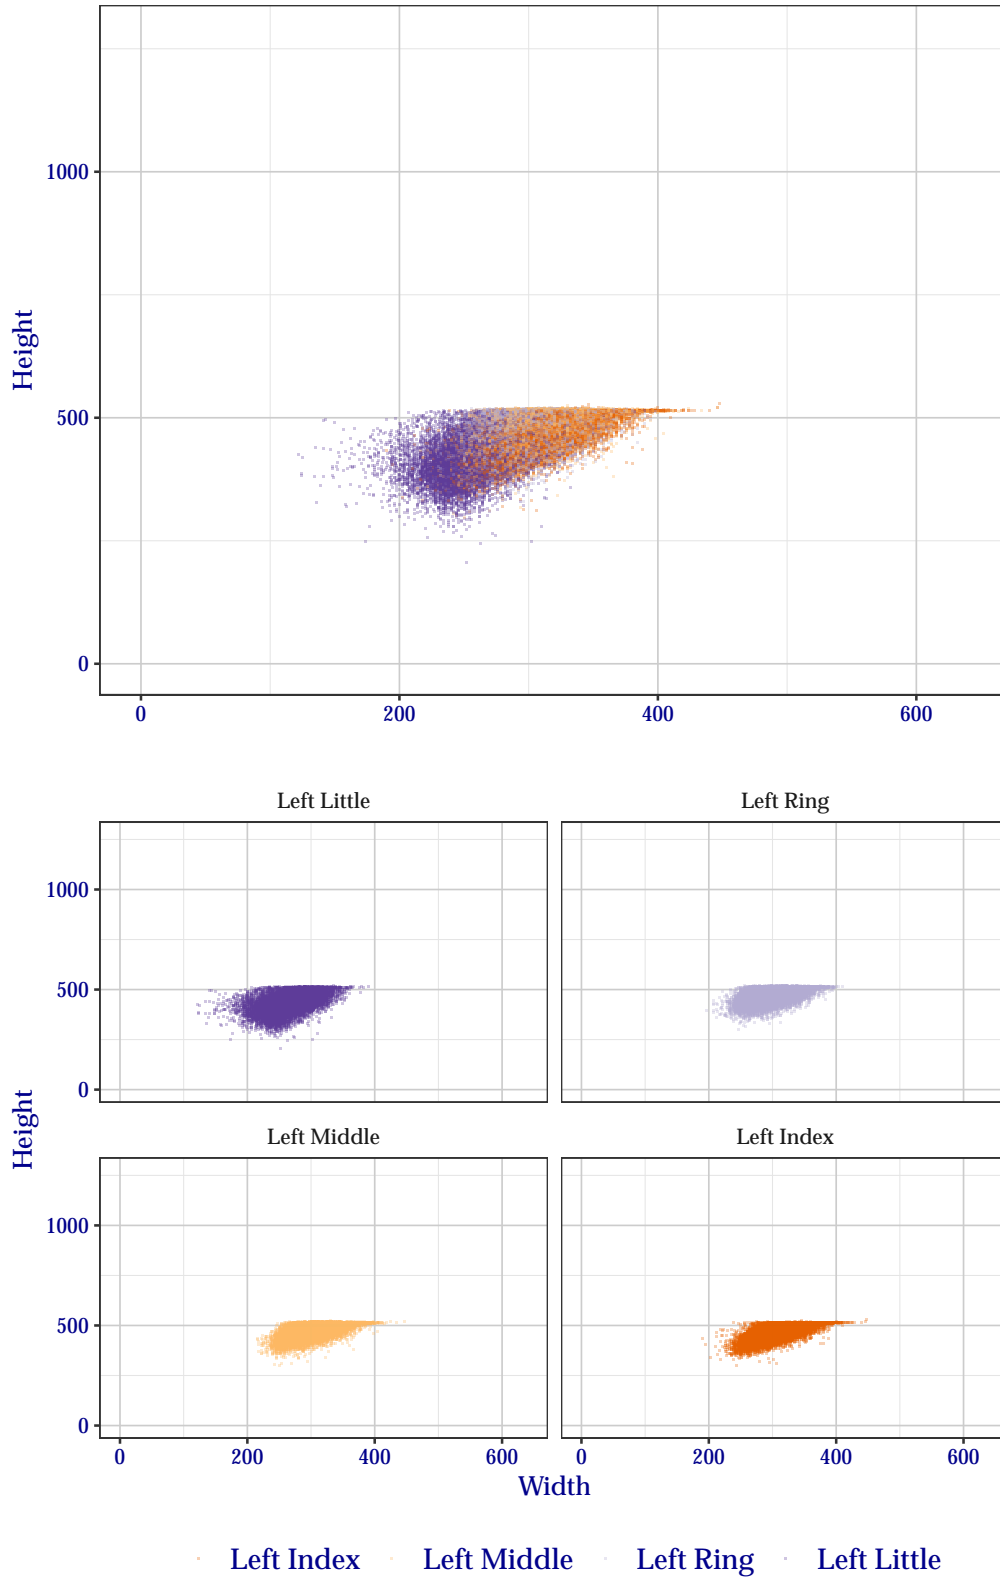 1000
Height
500
0
0 200 400 600
Left Little Left Ring
1000
500
0
Height
Left Middle Left Index
1000
500
0
0 200 400 600 0 200 400 600
Width
Left Index Left Middle Left Ring Left Little